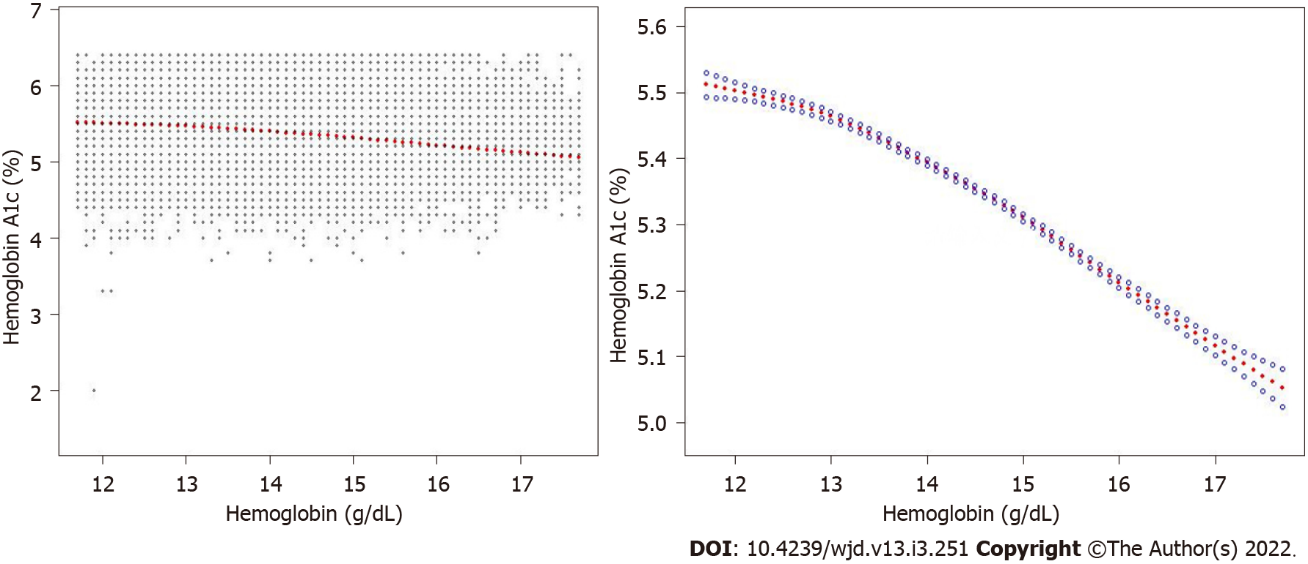 7
6
5
4
3
2
Hemoglobin A1c (%)
12 13 14 15 16 17
Hemoglobin (g/dL)
5.6
5.5
5.4
5.3
5.2
5.1
5.0
Hemoglobin A1c (%)
12 13 14 15 16 17
Hemoglobin (g/dL)
DOI: 10.4239/wjd.v13.i3.251 Copyright ©The Author(s) 2022.